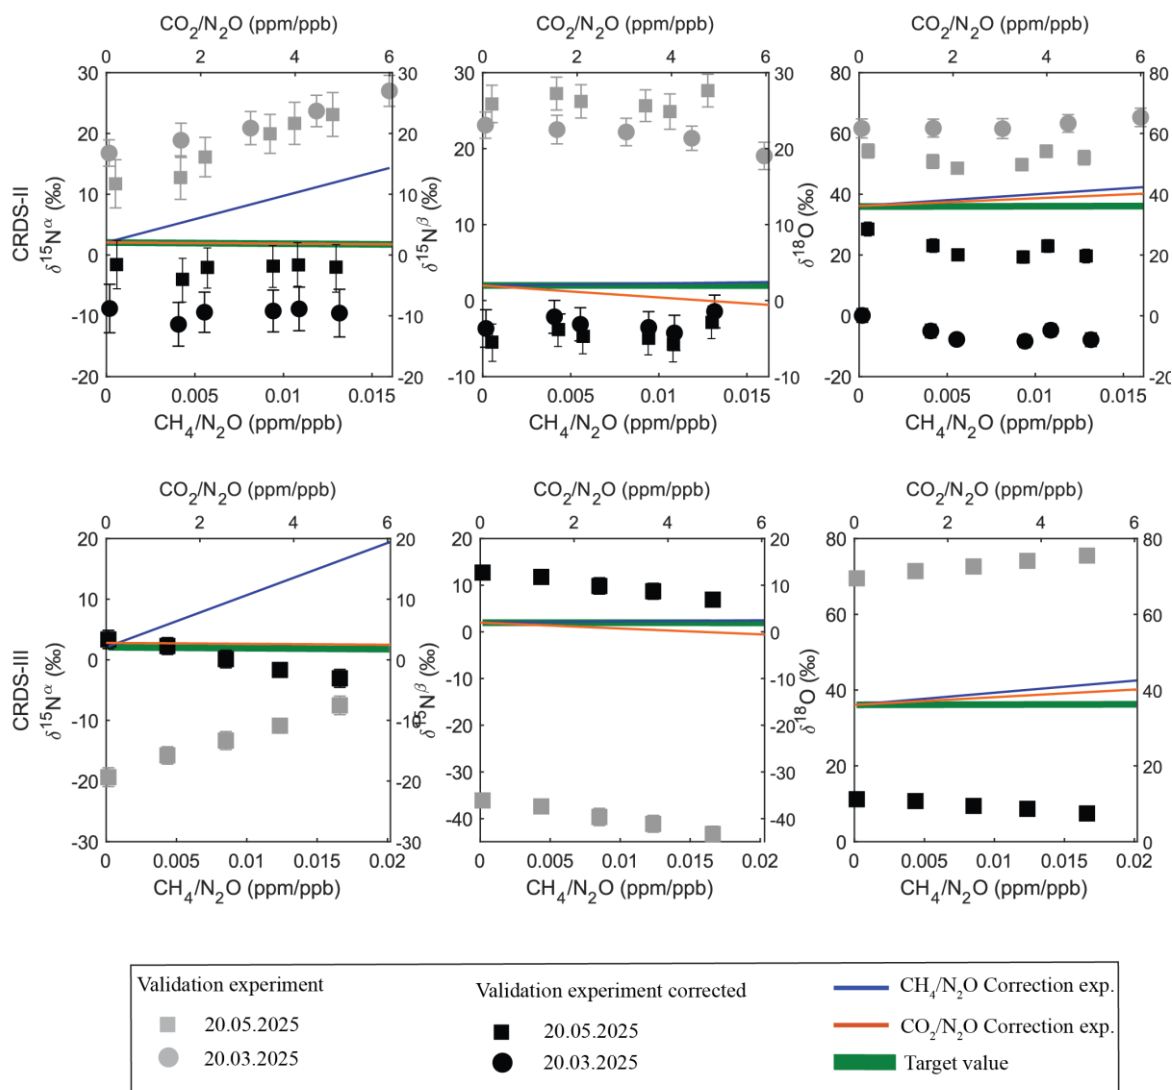 CO2/N2O (ppm/ppb) CO2/N2O (ppm/ppb) CO2/N2O (ppm/ppb)
0 2 4 6 0 2 4 6 0 2 4 6
30 30 30 30 80 80
20 20 20 20 60 60
10 10 10 10 40 40
0 0 0 0 20 20
-10 -10 0 0
-20 -20 -10 -10 -20 -20
CRDS-II
δ15Nα (‰) δ15Nβ (‰) δ18O (‰)
0 0.005 0.01 0.015 0 0.005 0.01 0.015 0 0.005 0.01 0.015
CH4/N2O (ppm/ppb) CH4/N2O (ppm/ppb) CH4/N2O (ppm/ppb)
CO2/N2O (ppm/ppb) CO2/N2O (ppm/ppb) CO2/N2O (ppm/ppb)
0 2 4 6 0 2 4 6 0 2 4 6
20 20 20 20 80 80
10 10 10 10 60 60
0 0 0 0 40 40
-10 -10 -10 -10 20 20
-20 -20 -20 -20 0 0
-30 -30 -30 -30
-40 -40
CRDS-III
δ15Nα (‰) δ15Nβ (‰) δ18O (‰)
0 0.005 0.01 0.015 0.02 0 0.005 0.01 0.015 0.02 0 0.005 0.01 0.015 0.02
CH4/N2O (ppm/ppb) CH4/N2O (ppm/ppb) CH4/N2O (ppm/ppb)
Validation experiment
20.05.2025
20.03.2025
Validation experiment corrected
20.05.2025
20.03.2025
CH4/N2O Correction exp.
CO2/N2O Correction exp.
Target value